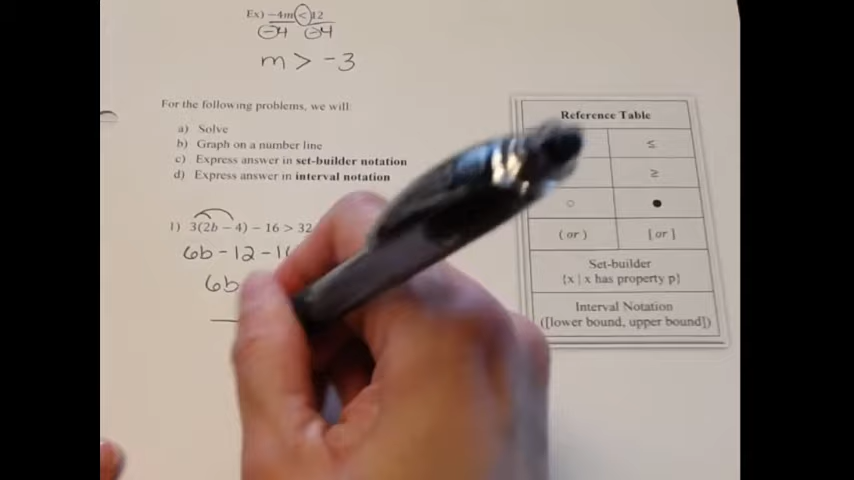 Ex) -4m < 12
-4 -4
m > -3
For the following problems, we will:
a) Solve
b) Graph on a number line
c) Express answer in set-builder notation
d) Express answer in interval notation
1) 3(2b - 4) - 16 > 32
6b - 12 - 1
6b
Reference Table
≤
≥
○ ●
( or ) [ or ]
Set-builder
{x | x has property p}
Interval Notation
([lower bound, upper bound])